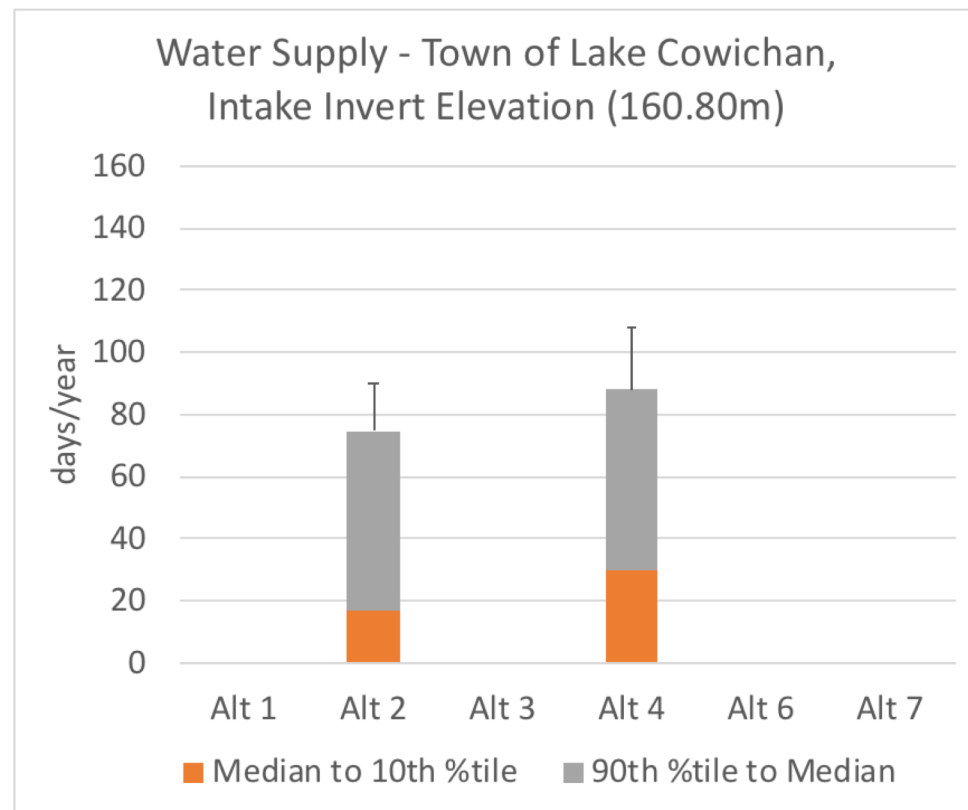 Water Supply - Town of Lake Cowichan,
Intake Invert Elevation (160.80m)
160
140
120
100
80
60
40
20
0
days/year
Alt 1 Alt 2 Alt 3 Alt 4 Alt 6 Alt 7
Median to 10th %tile 90th %tile to Median